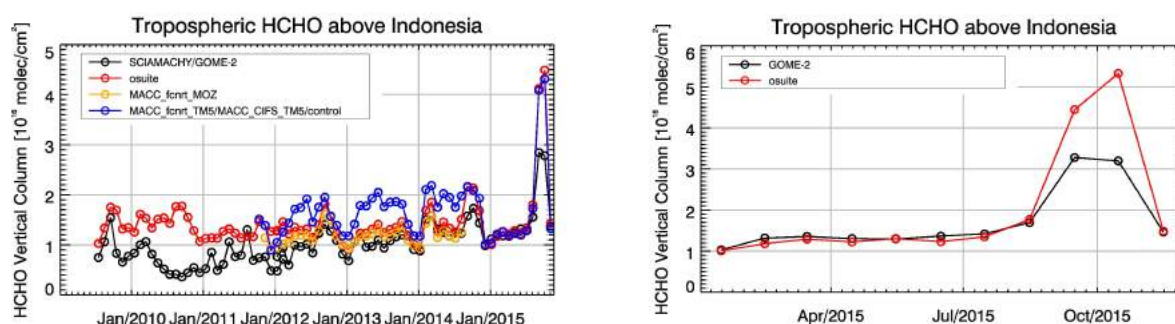 Tropospheric HCHO above Indonesia
HCHO Vertical Column [10¹⁶ molec/cm²]
5
4
3
2
1
0
SCIAMACHY/GOME-2
osuite
MACC_fcnrt_MOZ
MACC_fcnrt_TM5/MACC_CIFS_TM5/control
Jan/2010 Jan/2011 Jan/2012 Jan/2013 Jan/2014 Jan/2015
Tropospheric HCHO above Indonesia
HCHO Vertical Column [10¹⁶ molec/cm²]
6
5
4
3
2
1
0
GOME-2
osuite
Apr/2015 Jul/2015 Oct/2015